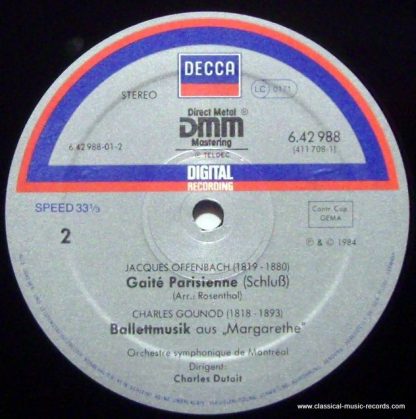 DECCA
STEREO
LC 0171
Direct Metal ®
DMM
Mastering
℗ TELDEC
6.42988-01-2
6.42 988
(411 708-1)
DIGITAL
RECORDING
SPEED 33⅓
2
Contr Cop
GEMA
℗ & © 1984
JACQUES OFFENBACH (1819 - 1880)
Gaité Parisienne (Schluß)
(Arr.: Rosenthal)
CHARLES GOUNOD (1818 - 1893)
Ballettmusik aus „Margarethe"
Orchestre symphonique de Montréal
Dirigent:
Charles Dutoit
www.classical-music-records.com